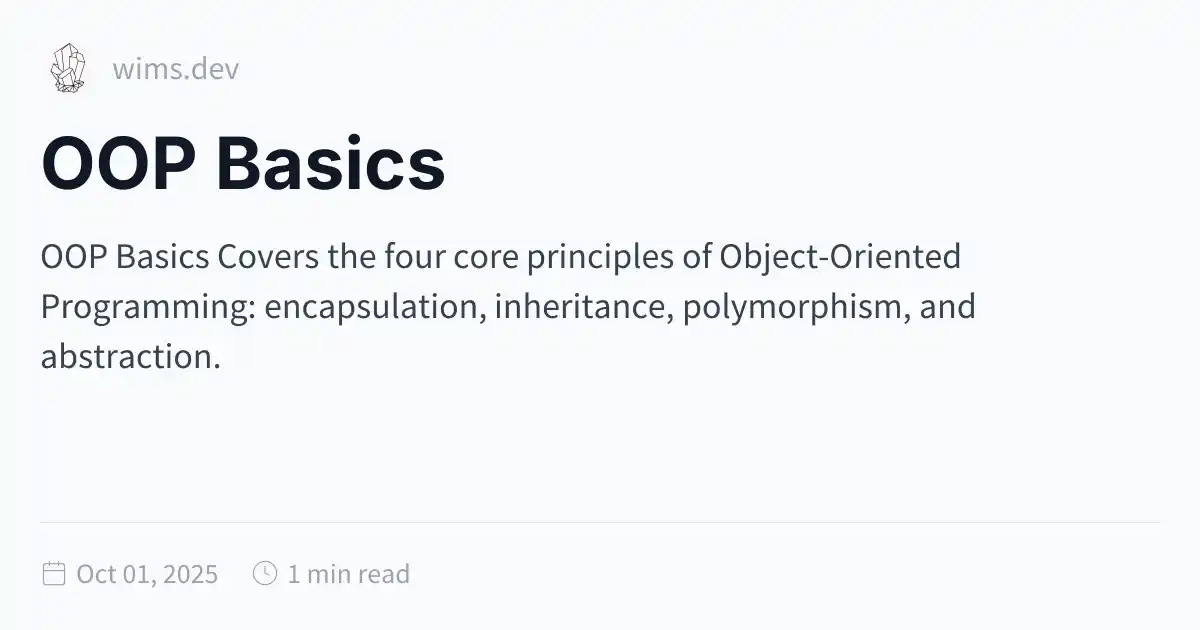 wims.dev
OOP Basics
OOP Basics Covers the four core principles of Object-Oriented
Programming: encapsulation, inheritance, polymorphism, and
abstraction.
Oct 01, 2025 1 min read